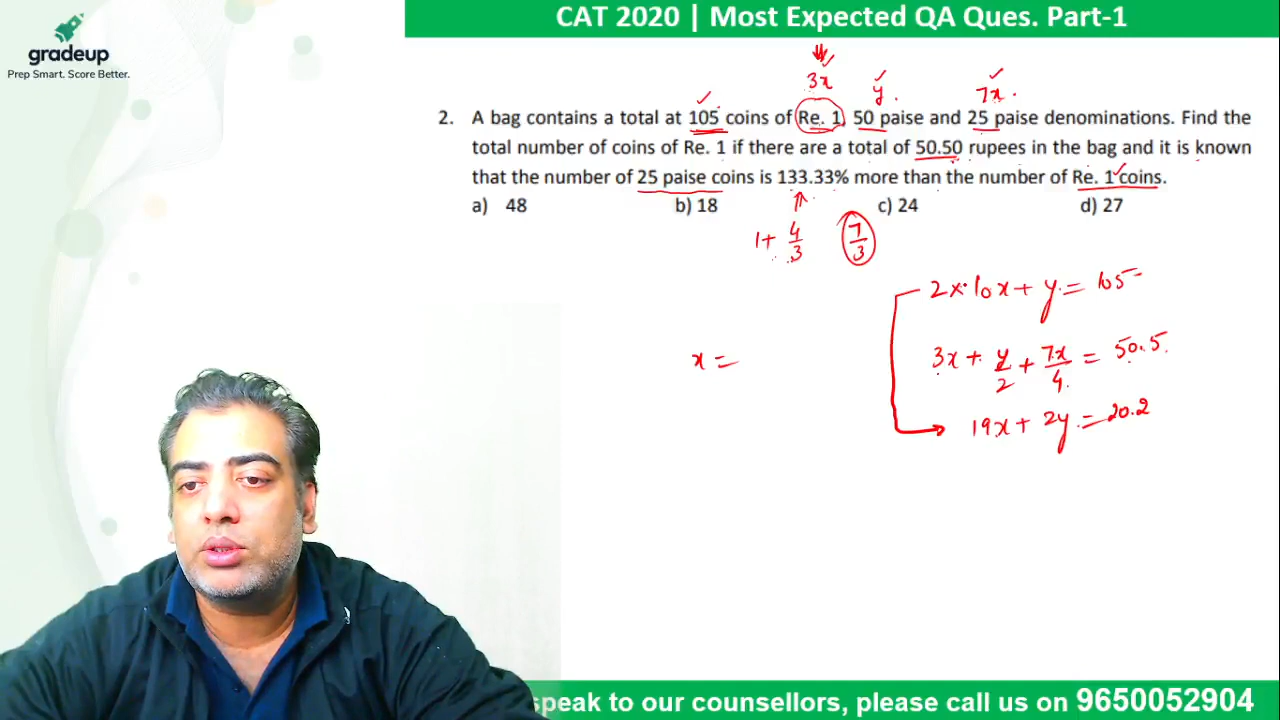 CAT 2020 | Most Expected QA Ques. Part-1
gradeup
Prep Smart. Score Better.
3x y 7x
2. A bag contains a total at 105 coins of Re. 1, 50 paise and 25 paise denominations. Find the
total number of coins of Re. 1 if there are a total of 50.50 rupees in the bag and it is known
that the number of 25 paise coins is 133.33% more than the number of Re. 1 coins.
a) 48 b) 18 c) 24 d) 27
1+ 4/3 7/3
2x10x + y = 105
3x + y/2 + 7x/4 = 50.5
x =
19x + 2y = 20.2
speak to our counsellors, please call us on 9650052904